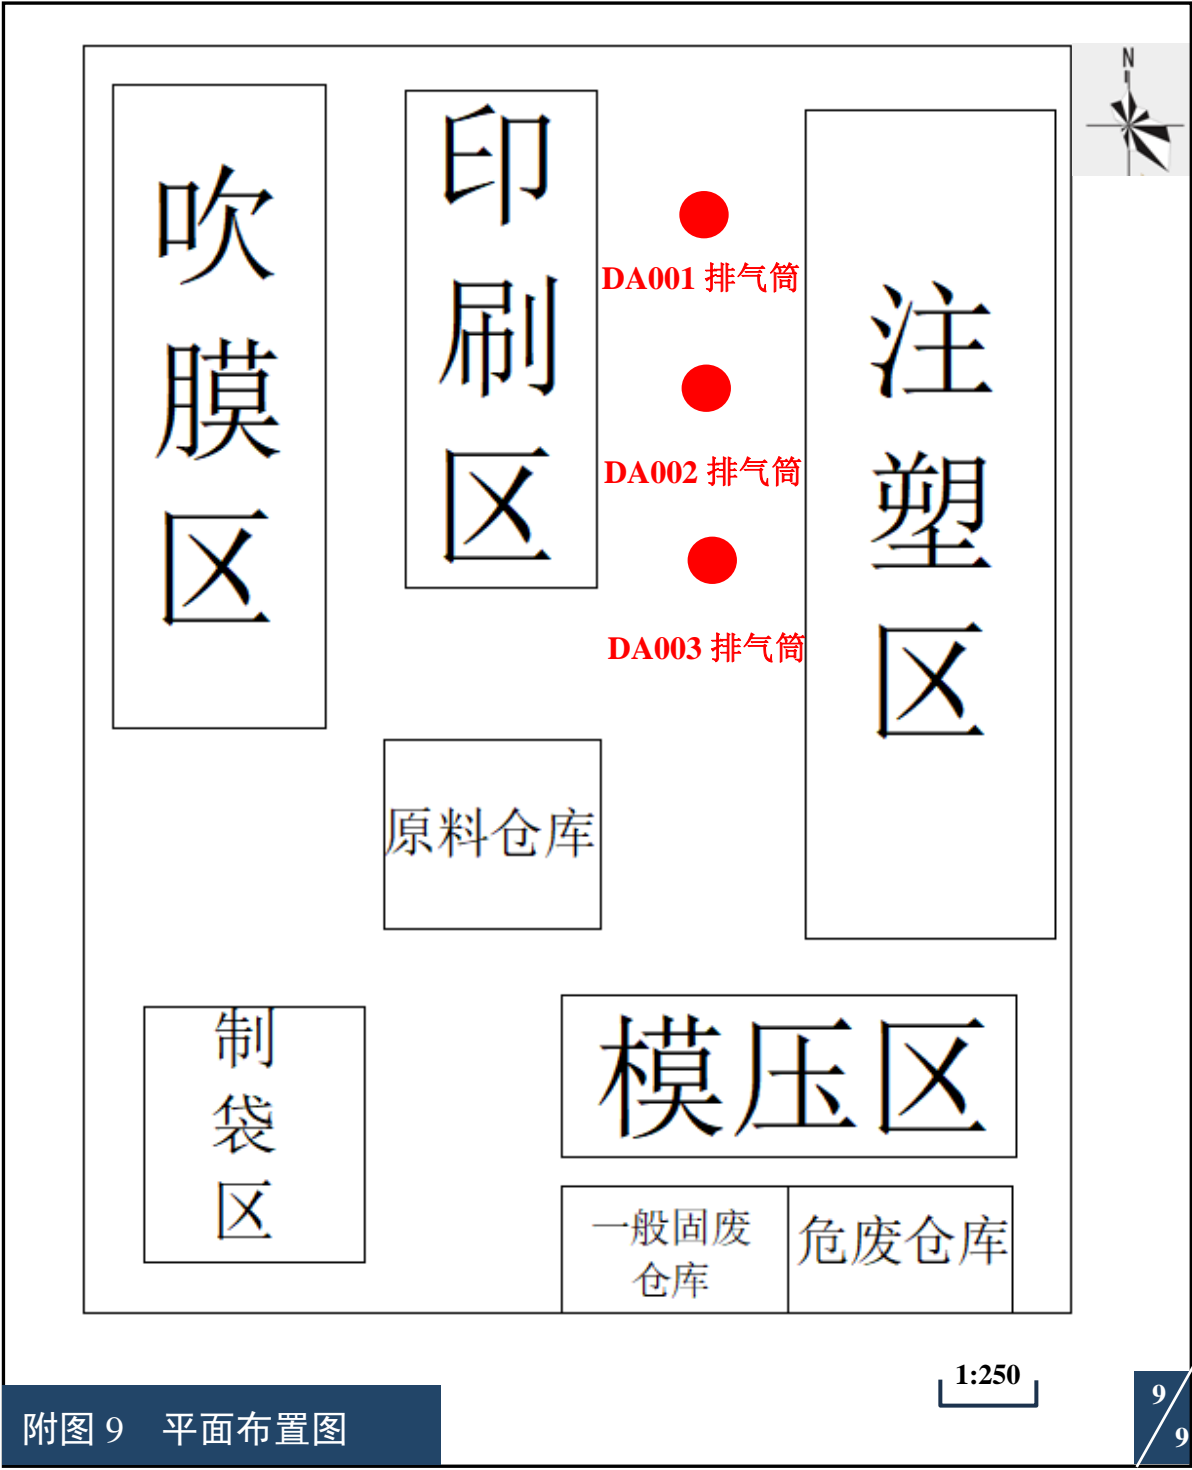 N
吹膜区
印刷区
DA001 排气筒
DA002 排气筒
DA003 排气筒
注塑区
原料仓库
制袋区
模压区
一般固废
仓库
危废仓库
1:250
附图 9 平面布置图
9/9